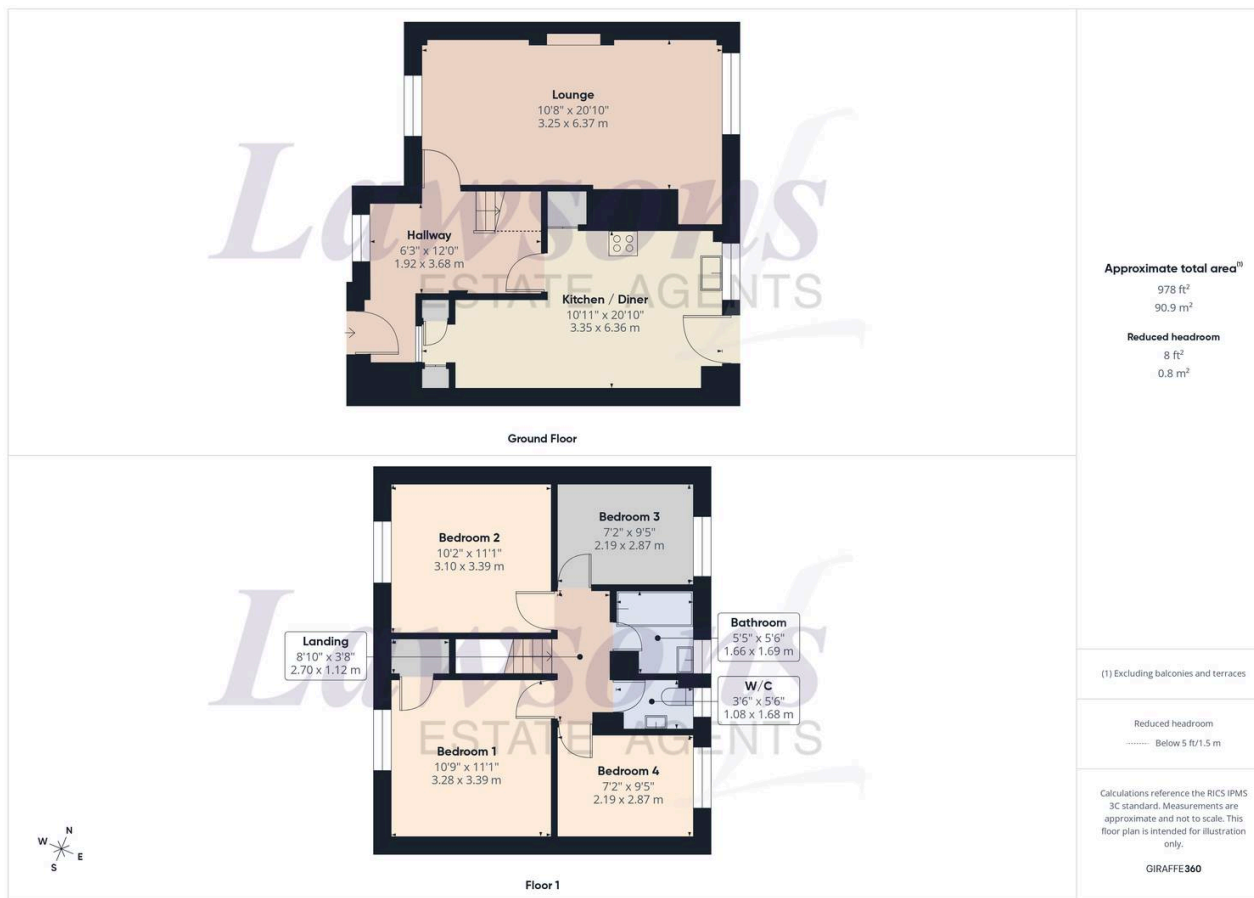 Lounge
10'8" x 20'10"
3.25 x 6.37 m
Hallway
6'3" x 12'0"
1.92 x 3.68 m
Kitchen / Diner
10'11" x 20'10"
3.35 x 6.36 m
Lawsons
ESTATE AGENTS
Ground Floor
Approximate total area(1)
978 ft²
90.9 m²
Reduced headroom
8 ft²
0.8 m²
Bedroom 2
10'2" x 11'1"
3.10 x 3.39 m
Bedroom 3
7'2" x 9'5"
2.19 x 2.87 m
Landing
8'10" x 3'8"
2.70 x 1.12 m
Bathroom
5'5" x 5'6"
1.66 x 1.69 m
W/C
3'6" x 5'6"
1.08 x 1.68 m
Bedroom 1
10'9" x 11'1"
3.28 x 3.39 m
Bedroom 4
7'2" x 9'5"
2.19 x 2.87 m
Lawsons
ESTATE AGENTS
N
W
E
S
Floor 1
(1) Excluding balconies and terraces
Reduced headroom
Below 5 ft/1.5 m
Calculations reference the RICS IPMS
3C standard. Measurements are
approximate and not to scale. This
floor plan is intended for illustration
only.
GIRAFFE360